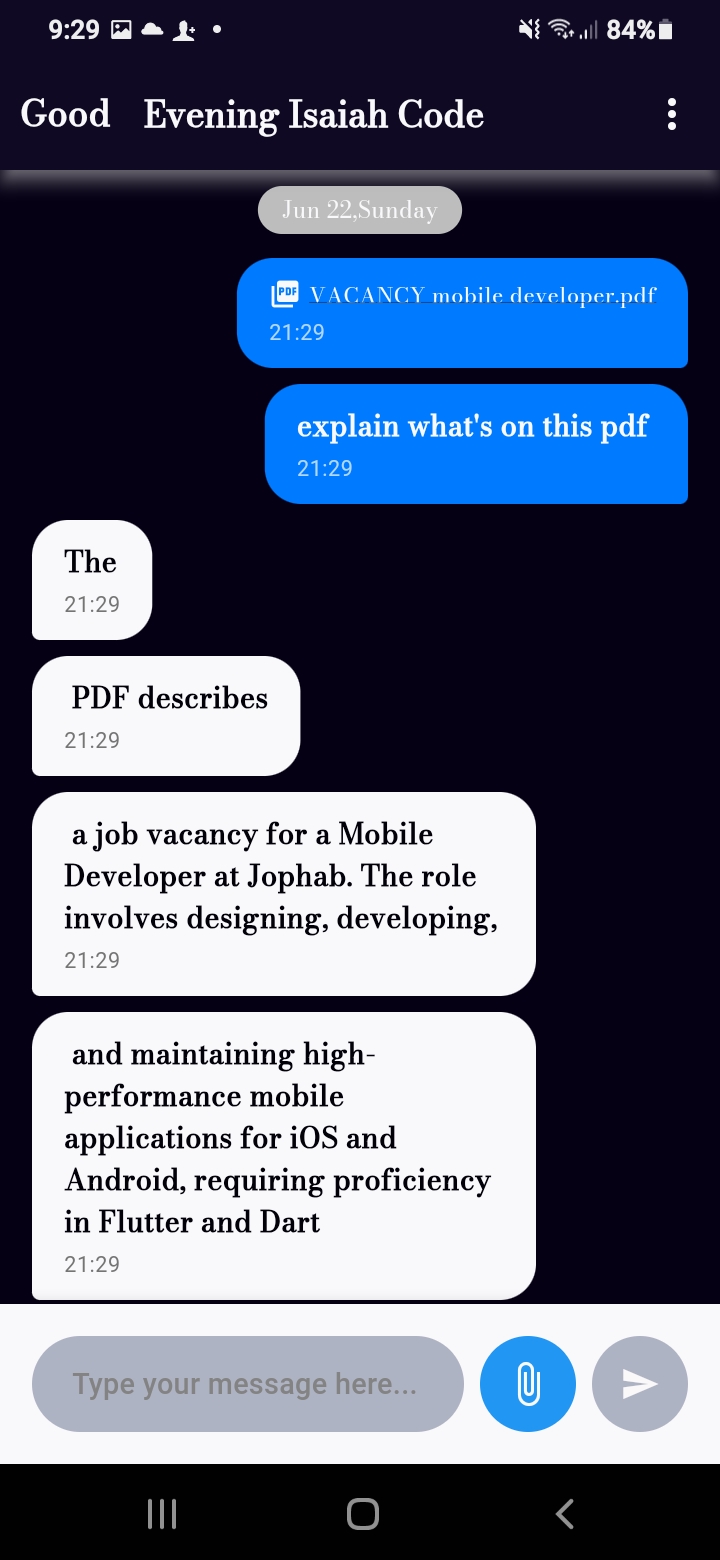 9:29 84%
Good Evening Isaiah Code
Jun 22,Sunday
PDF VACANCY mobile developer.pdf
21:29
explain what's on this pdf
21:29
The
21:29
PDF describes
21:29
a job vacancy for a Mobile
Developer at Jophab. The role
involves designing, developing,
21:29
and maintaining high-
performance mobile
applications for iOS and
Android, requiring proficiency
in Flutter and Dart
21:29
Type your message here...